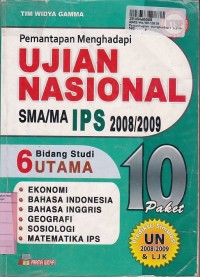 TIM WIDYA GAMMA
Pemantapan Menghadapi
UJIAN
NASIONAL
SMA/MA IPS 2008/2009
6 Bidang Studi
UTAMA
10
Paket
• EKONOMI
• BAHASA INDONESIA
• BAHASA INGGRIS
• GEOGRAFI
• SOSIOLOGI
• MATEMATIKA IPS
UN
2008/2009
& LJK